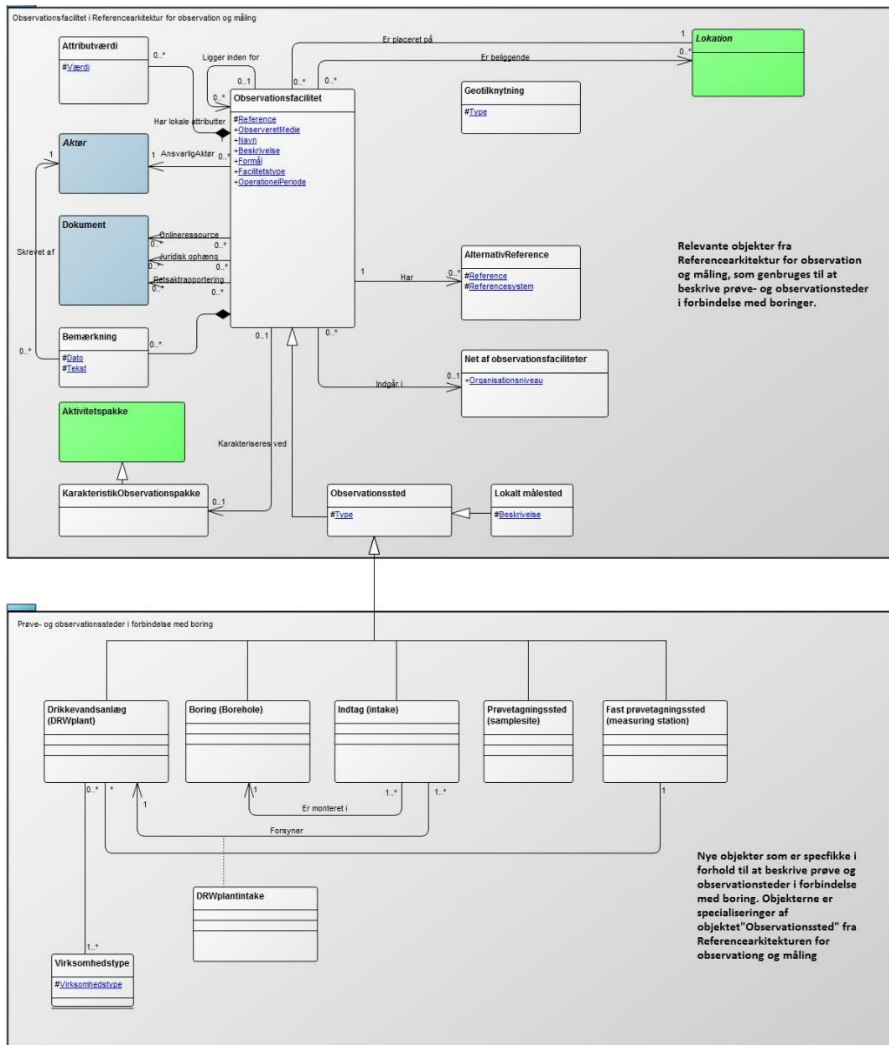 Observationsfacilitet i Referencearkitektur for observation og måling
Attributværdi
#Værdi
0..*
Ligger inden for
0..1
0..*
Har lokale attributter
Er placeret på
1
0..*
Er beliggende
0..*
0..*
Lokation
Observationsfacilitet
#Reference
+ObserveretMedie
+Navn
+Beskrivelse
+Formål
+Facilitetstype
+OperationelPeriode
Geotilknytning
#Type
Aktør
1
1
AnsvarligAktør
0..*
Dokument
Onlineressource
0..*
0..*
Juridisk ophæng
0..*
0..*
Retsaktrapportering
0..*
0..*
Skrevet af
0..*
Relevante objekter fra
Referencearkitektur for observation
og måling, som genbruges til at
beskrive prøve- og observationsteder
i forbindelse med boringer.
AlternativReference
#Reference
#Referencesystem
1
Har
0..*
Bemærkning
#Dato
#Tekst
0..*
0..1
0..*
Net af observationsfaciliteter
+Organisationsniveau
0..1
Indgår i
Aktivitetspakke
Karakteriseres ved
KarakteristikObservationspakke
0..1
Observationssted
#Type
Lokalt målested
#Beskrivelse
Prøve- og observationssteder i forbindelse med boring
Drikkevandsanlæg
(DRWplant)
Boring (Borehole)
Indtag (intake)
Prøvetagningssted
(samplesite)
Fast prøvetagningssted
(measuring station)
0..*
*
1
1
1..*
1..*
1
Er monteret i
Forsyner
DRWplantintake
Nye objekter som er specfikke i
forhold til at beskrive prøve og
observationsteder i forbindelse
med boring. Objekterne er
specialiseringer af
objektet"Observationssted" fra
Referencearkitekturen for
observationg og måling
1..*
Virksomhedstype
#Virksomhedstype